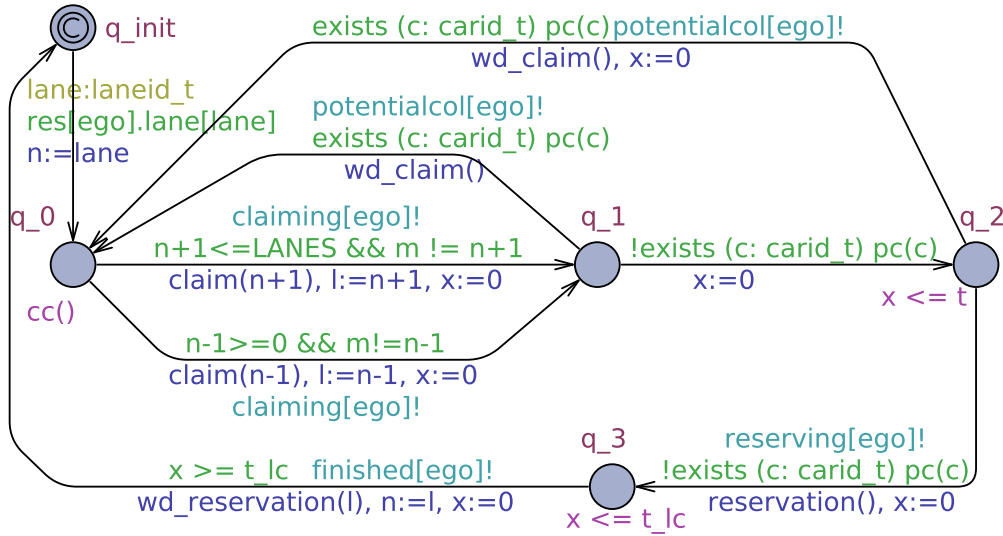 exists (c: carid_t) pc(c) potentialcol[ego]!
C q_init
wd_claim(), x:=0
lane:laneid_t
potentialcol[ego]!
res[ego].lane[lane]
exists (c: carid_t) pc(c)
n:=lane
wd_claim()
q_0
claiming[ego]!
q_1
q_2
n+1<=LANES && m != n+1
!exists (c: carid_t) pc(c)
claim(n+1), l:=n+1, x:=0
x:=0
x <= t
cc()
n-1>=0 && m!=n-1
claim(n-1), l:=n-1, x:=0
claiming[ego]!
q_3
reserving[ego]!
x >= t_lc finished[ego]!
!exists (c: carid_t) pc(c)
wd_reservation(l), n:=l, x:=0
reservation(), x:=0
x <= t_lc